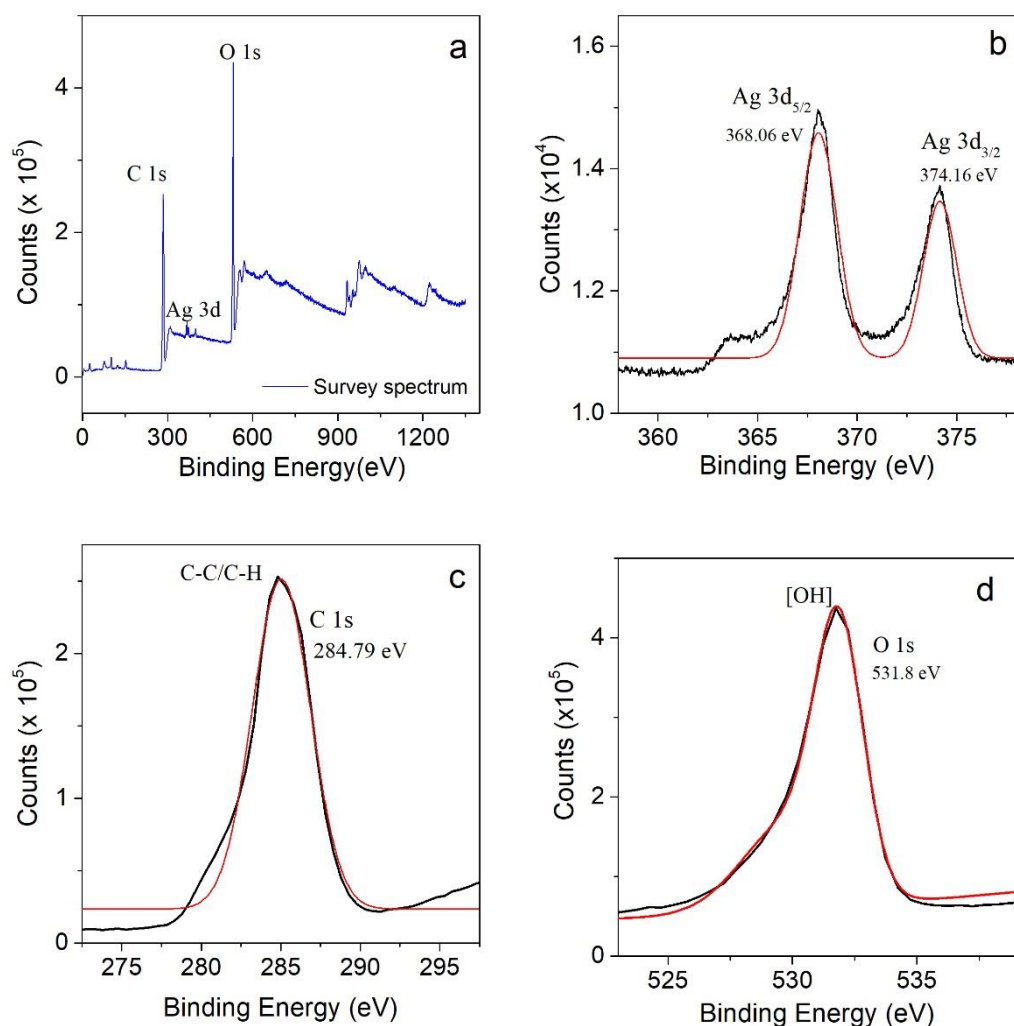 a
O 1s
C 1s
Ag 3d
Survey spectrum
Counts (x 10⁵)
4
2
0
0 300 600 900 1200
Binding Energy(eV)
b
Ag 3d₅/₂
368.06 eV
Ag 3d₃/₂
374.16 eV
Counts (x10⁴)
1.6
1.4
1.2
1.0
360 365 370 375
Binding Energy (eV)
c
C-C/C-H
C 1s
284.79 eV
Counts (x 10⁵)
2
1
0
275 280 285 290 295
Binding Energy (eV)
d
[OH]
O 1s
531.8 eV
Counts (x10⁵)
4
2
0
525 530 535
Binding Energy (eV)